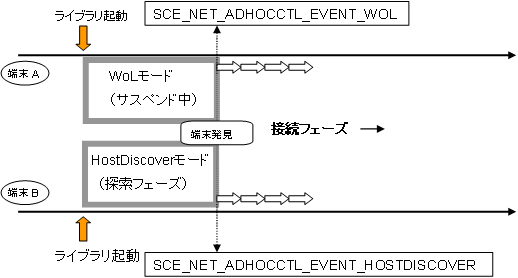 ライブラリ起動
SCE_NET_ADHOCCTL_EVENT_WOL
端末A
WoLモード
（サスペンド中）
端末発見
接続フェーズ
HostDiscoverモード
（探索フェーズ）
端末B
ライブラリ起動
SCE_NET_ADHOCCTL_EVENT_HOSTDISCOVER